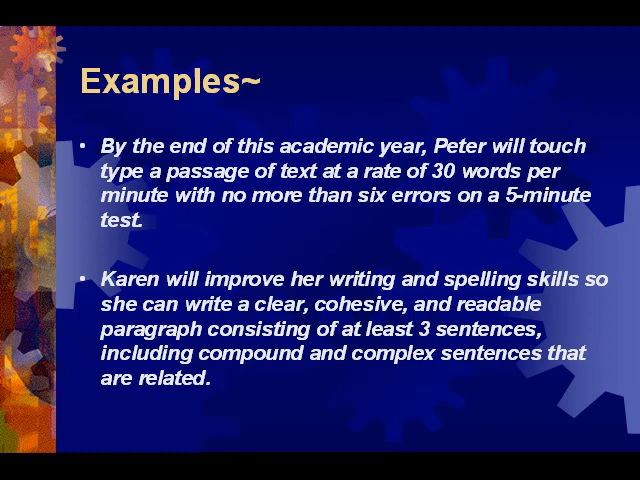 Examples~
• By the end of this academic year, Peter will touch
type a passage of text at a rate of 30 words per
minute with no more than six errors on a 5-minute
test.
• Karen will improve her writing and spelling skills so
she can write a clear, cohesive, and readable
paragraph consisting of at least 3 sentences,
including compound and complex sentences that
are related.